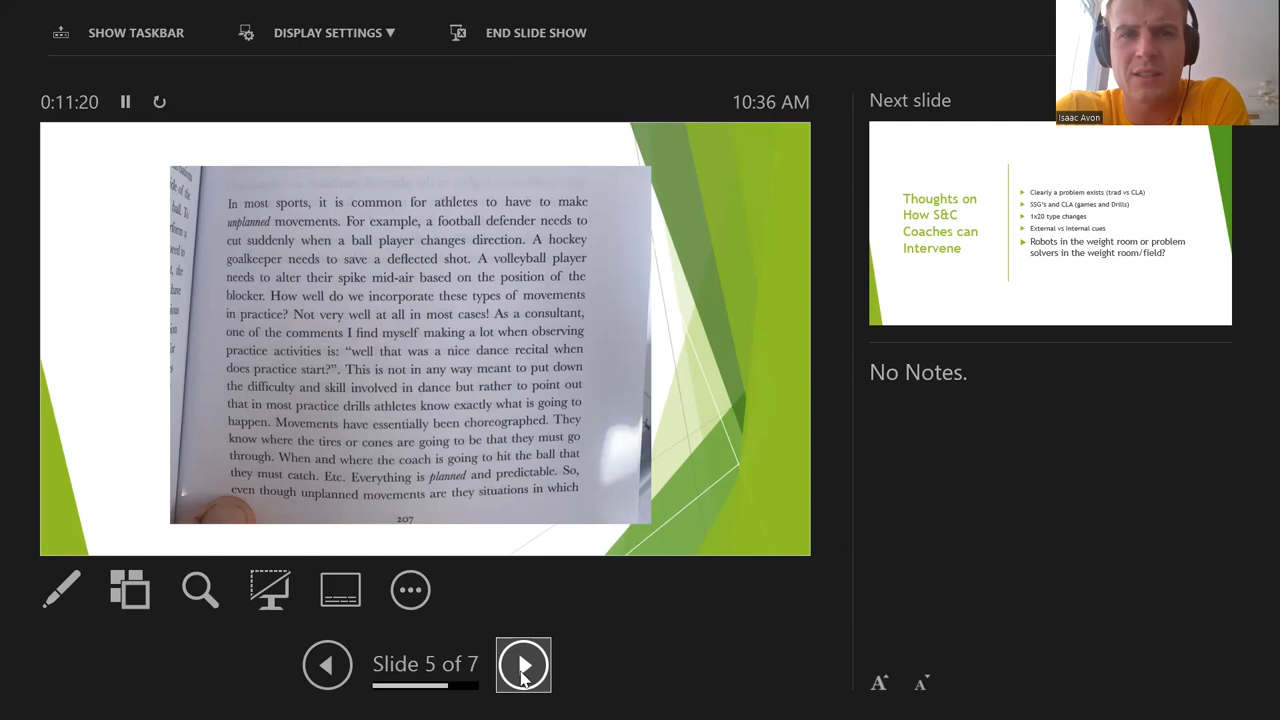 SHOW TASKBAR
DISPLAY SETTINGS ▼
END SLIDE SHOW
0:11:20
10:36 AM
In most sports, it is common for athletes to have to make
unplanned movements. For example, a football defender needs to
cut suddenly when a ball player changes direction. A hockey
goalkeeper needs to save a deflected shot. A volleyball player
needs to alter their spike mid-air based on the position of the
blocker. How well do we incorporate these types of movements
in practice? Not very well at all in most cases! As a consultant,
one of the comments I find myself making a lot when observing
practice activities is: “well that was a nice dance recital when
does practice start?”. This is not in any way meant to put down
the difficulty and skill involved in dance but rather to point out
that in most practice drills athletes know exactly what is going to
happen. Movements have essentially been choreographed. They
know where the tires or cones are going to be that they must go
through. When and where the coach is going to hit the ball that
they must catch. Etc. Everything is planned and predictable. So,
even though unplanned movements are they situations in which
207
Slide 5 of 7
Next slide
Isaac Avon
Thoughts on
How S&C
Coaches can
Intervene
Clearly a problem exists (trad vs CLA)
SSG's and CLA (games and Drills)
1x20 type changes
External vs Internal cues
Robots in the weight room or problem
solvers in the weight room/field?
No Notes.
A A